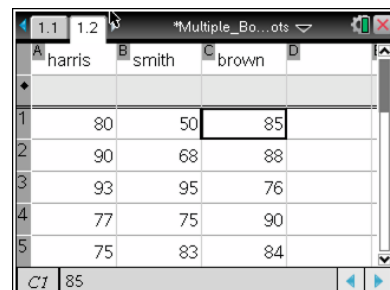 1.1 1.2 *Multiple_Bo...ots
A harris B smith C brown D
1 80 50 85
2 90 68 88
3 93 95 76
4 77 75 90
5 75 83 84
C1 85